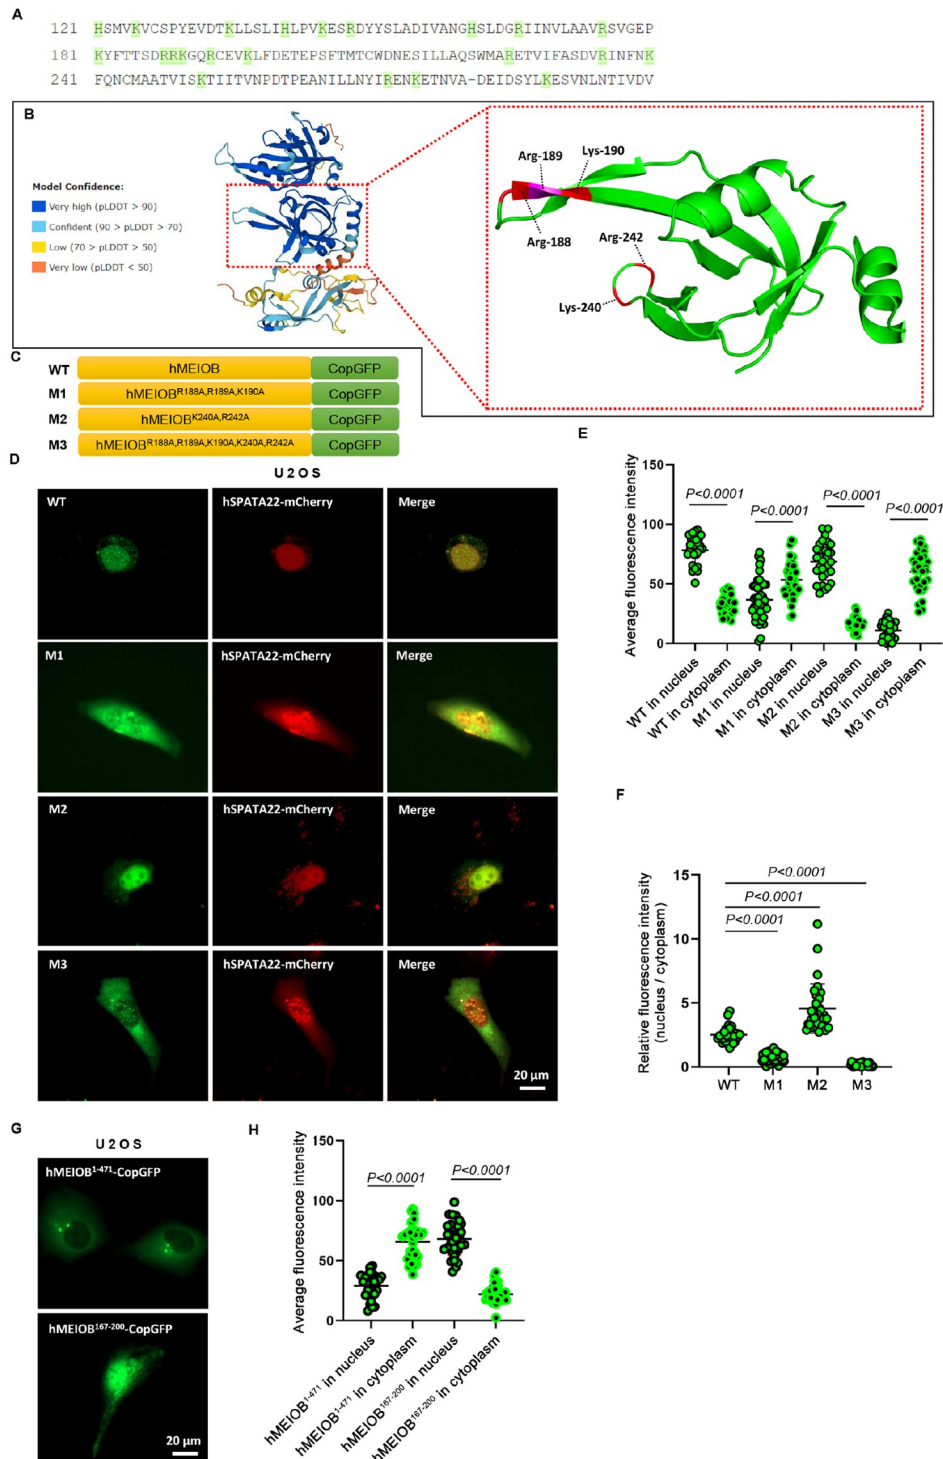 A
121 HSMVKVCSPYEVDTKLLSLIHLPVKESRDYYSLADIVANGHSLDGRIINVLAAVRSVGEP
181 KYFTTSDRRKGQRCEVKLFDETEPSFTMTCWDNESILLAQSWMARETVIFASDVRINFNK
241 FQNCMAATVISKTIITVNPDTPEANILLNYIRENKETNVA-DEIDSYLKESVNLNTIVDV
B
Model Confidence:
Very high (pLDDT > 90)
Confident (90 > pLDDT > 70)
Low (70 > pLDDT > 50)
Very low (pLDDT < 50)
Arg-189
Lys-190
Arg-188
Arg-242
Lys-240
C
WT hMEIOB CopGFP
M1 hMEIOBR188A,R189A,K190A CopGFP
M2 hMEIOBK240A,R242A CopGFP
M3 hMEIOBR188A,R189A,K190A,K240A,R242A CopGFP
D
U2OS
WT hSPATA22-mCherry Merge
M1 hSPATA22-mCherry Merge
M2 hSPATA22-mCherry Merge
M3 hSPATA22-mCherry Merge
20 µm
E
Average fluorescence intensity
150
100
50
0
P<0.0001
P<0.0001
P<0.0001
P<0.0001
WT in nucleus
WT in cytoplasm
M1 in nucleus
M1 in cytoplasm
M2 in nucleus
M2 in cytoplasm
M3 in nucleus
M3 in cytoplasm
F
Relative fluorescence intensity
(nucleus / cytoplasm)
15
10
5
0
P<0.0001
P<0.0001
P<0.0001
WT M1 M2 M3
G
U2OS
hMEIOB1-471-CopGFP
hMEIOB167-200-CopGFP
20 µm
H
Average fluorescence intensity
150
100
50
0
P<0.0001
P<0.0001
hMEIOB1-471 in nucleus
hMEIOB1-471 in cytoplasm
hMEIOB167-200 in nucleus
hMEIOB167-200 in cytoplasm